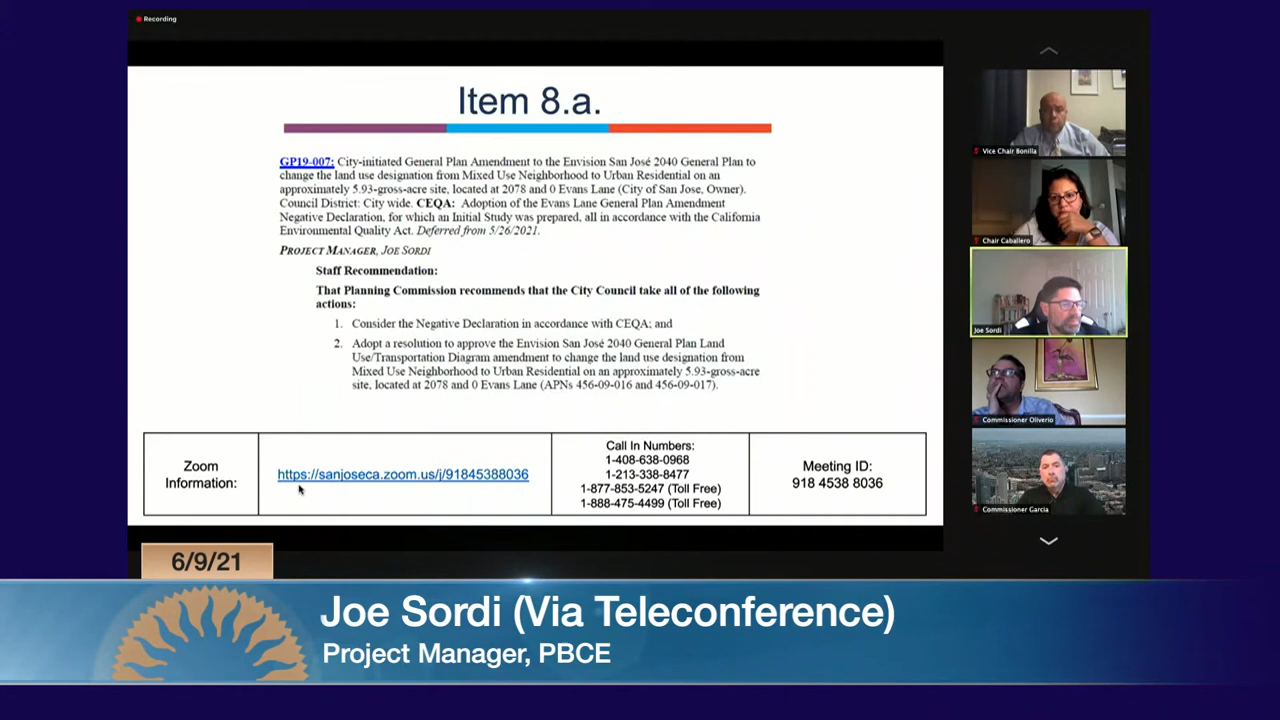 Recording
Item 8.a.
GP19-007: City-initiated General Plan Amendment to the Envision San José 2040 General Plan to
change the land use designation from Mixed Use Neighborhood to Urban Residential on an
approximately 5.93-gross-acre site, located at 2078 and 0 Evans Lane (City of San Jose, Owner).
Council District: City wide. CEQA: Adoption of the Evans Lane General Plan Amendment
Negative Declaration, for which an Initial Study was prepared, all in accordance with the California
Environmental Quality Act. Deferred from 5/26/2021.
PROJECT MANAGER, JOE SORDI
Staff Recommendation:
That Planning Commission recommends that the City Council take all of the following
actions:
1. Consider the Negative Declaration in accordance with CEQA; and
2. Adopt a resolution to approve the Envision San José 2040 General Plan Land
Use/Transportation Diagram amendment to change the land use designation from
Mixed Use Neighborhood to Urban Residential on an approximately 5.93-gross-acre
site, located at 2078 and 0 Evans Lane (APNs 456-09-016 and 456-09-017).
Zoom
Information:
https://sanjoseca.zoom.us/j/91845388036
Call In Numbers:
1-408-638-0968
1-213-338-8477
1-877-853-5247 (Toll Free)
1-888-475-4499 (Toll Free)
Meeting ID:
918 4538 8036
Vice Chair Bonilla
Chair Caballero
Joe Sordi
Commissioner Oliverio
Commissioner Garcia
6/9/21
Joe Sordi (Via Teleconference)
Project Manager, PBCE